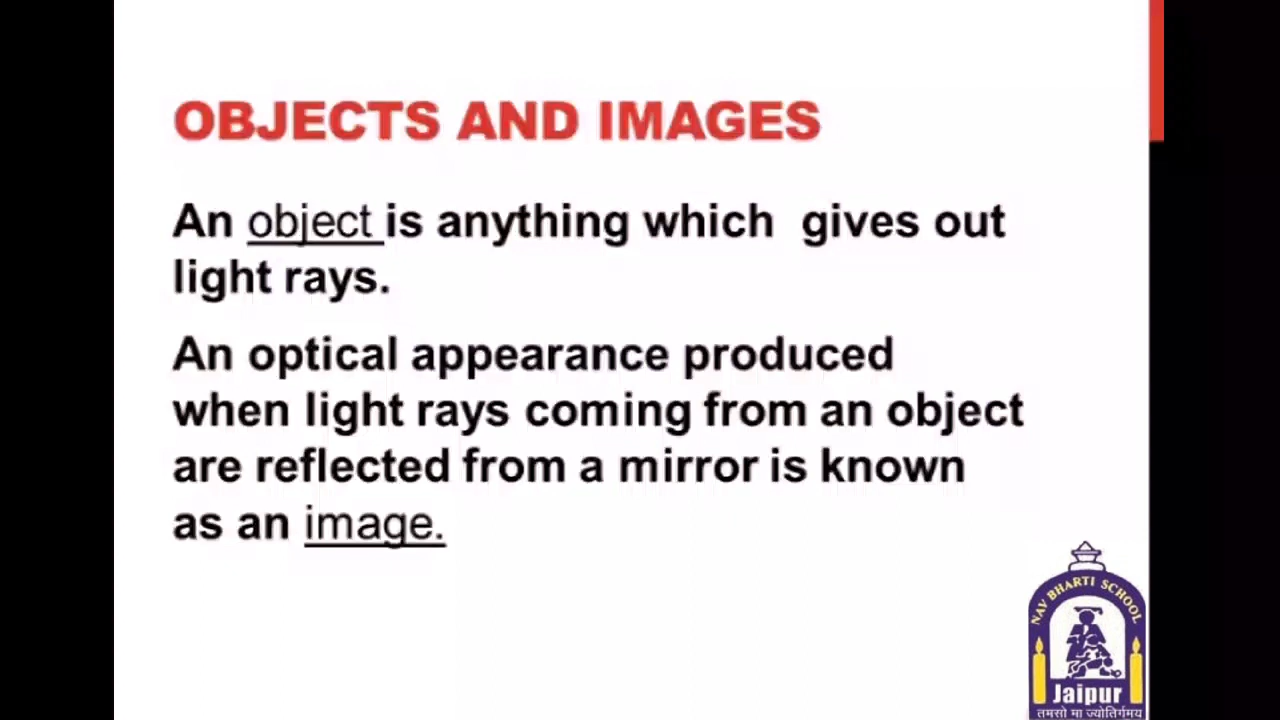 OBJECTS AND IMAGES
An object is anything which gives out
light rays.
An optical appearance produced
when light rays coming from an object
are reflected from a mirror is known
as an image.
NAV BHARTI SCHOOL
Jaipur
तमसो मा ज्योतिर्गमय